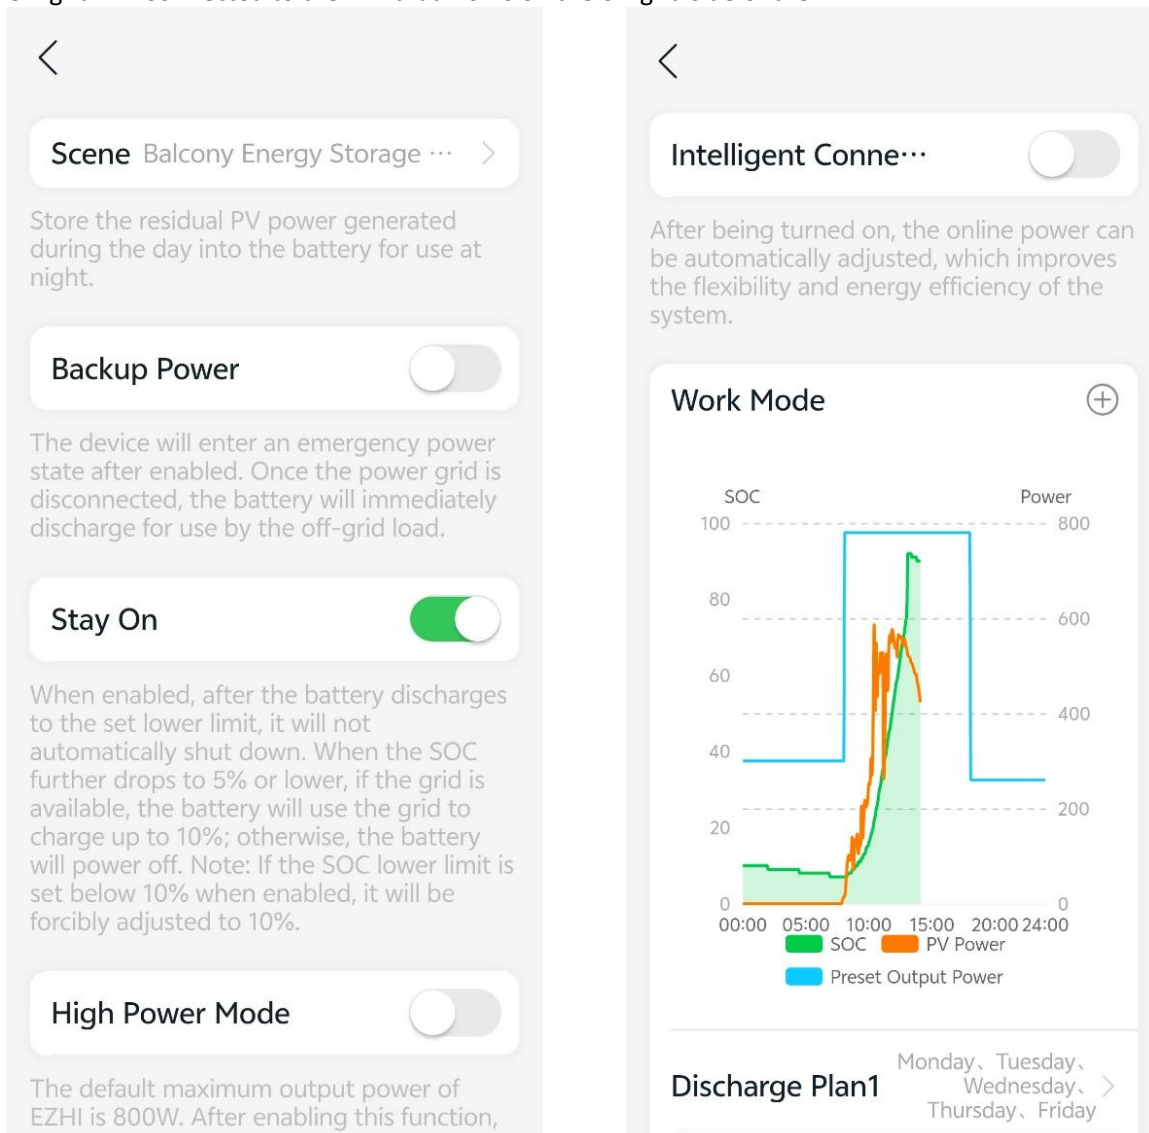 Scene Balcony Energy Storage ···
Store the residual PV power generated
during the day into the battery for use at
night.
Backup Power
The device will enter an emergency power
state after enabled. Once the power grid is
disconnected, the battery will immediately
discharge for use by the off-grid load.
Stay On
When enabled, after the battery discharges
to the set lower limit, it will not
automatically shut down. When the SOC
further drops to 5% or lower, if the grid is
available, the battery will use the grid to
charge up to 10%; otherwise, the battery
will power off. Note: If the SOC lower limit is
set below 10% when enabled, it will be
forcibly adjusted to 10%.
High Power Mode
The default maximum output power of
EZHI is 800W. After enabling this function,
Intelligent Conne···
After being turned on, the online power can
be automatically adjusted, which improves
the flexibility and energy efficiency of the
system.
Work Mode
SOC Power
100 800
80
600
60
400
40
200
20
0 0
00:00 05:00 10:00 15:00 20:00 24:00
SOC PV Power
Preset Output Power
Discharge Plan1
Monday、Tuesday、
Wednesday、
Thursday、Friday